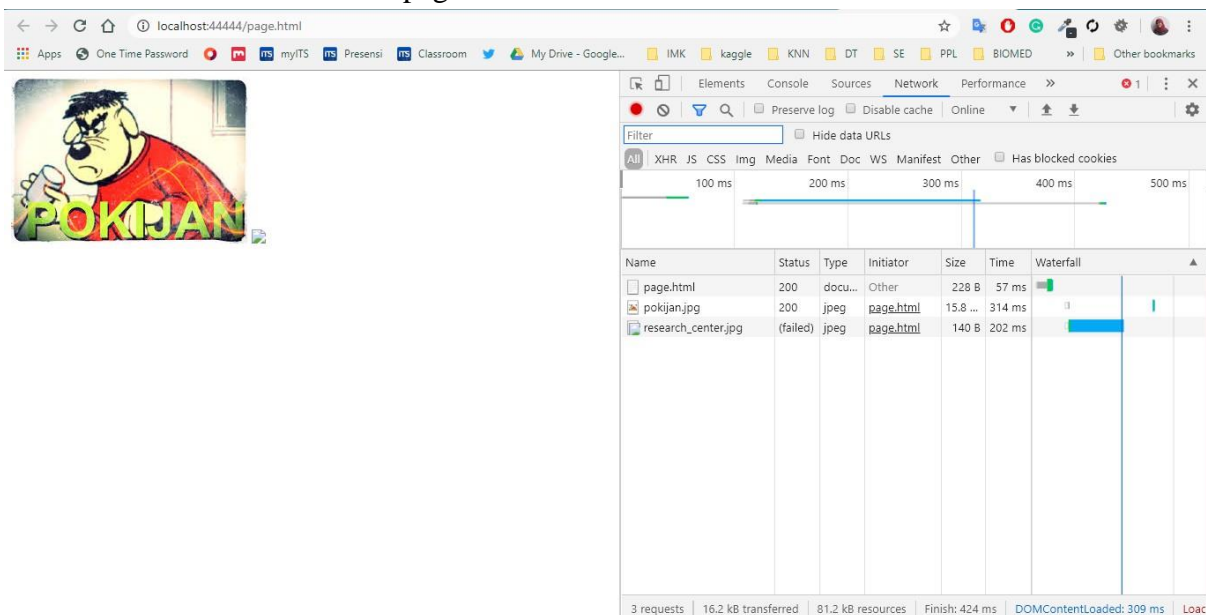 page
localhost:44444/page.html
Apps One Time Password myITS Presensi Classroom My Drive - Google... IMK kaggle KNN DT SE PPL BIOMED » Other bookmarks
Elements Console Sources Network Performance » 1
Preserve log Disable cache Online
Filter Hide data URLs
All XHR JS CSS Img Media Font Doc WS Manifest Other Has blocked cookies
100 ms 200 ms 300 ms 400 ms 500 ms
POKIJAN
Name Status Type Initiator Size Time Waterfall
page.html 200 docu... Other 228 B 57 ms
pokijan.jpg 200 jpeg page.html 15.8 ... 314 ms
research_center.jpg (failed) jpeg page.html 140 B 202 ms
3 requests 16.2 kB transferred 81.2 kB resources Finish: 424 ms DOMContentLoaded: 309 ms Loac